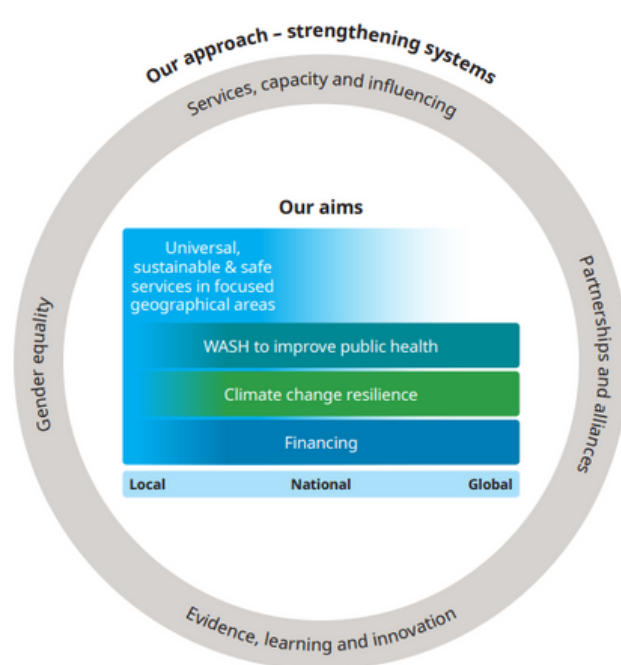 Our approach – strengthening systems
Services, capacity and influencing
Our aims
Universal,
sustainable & safe
services in focused
geographical areas
WASH to improve public health
Climate change resilience
Financing
Local National Global
Gender equality
Partnerships and alliances
Evidence, learning and innovation